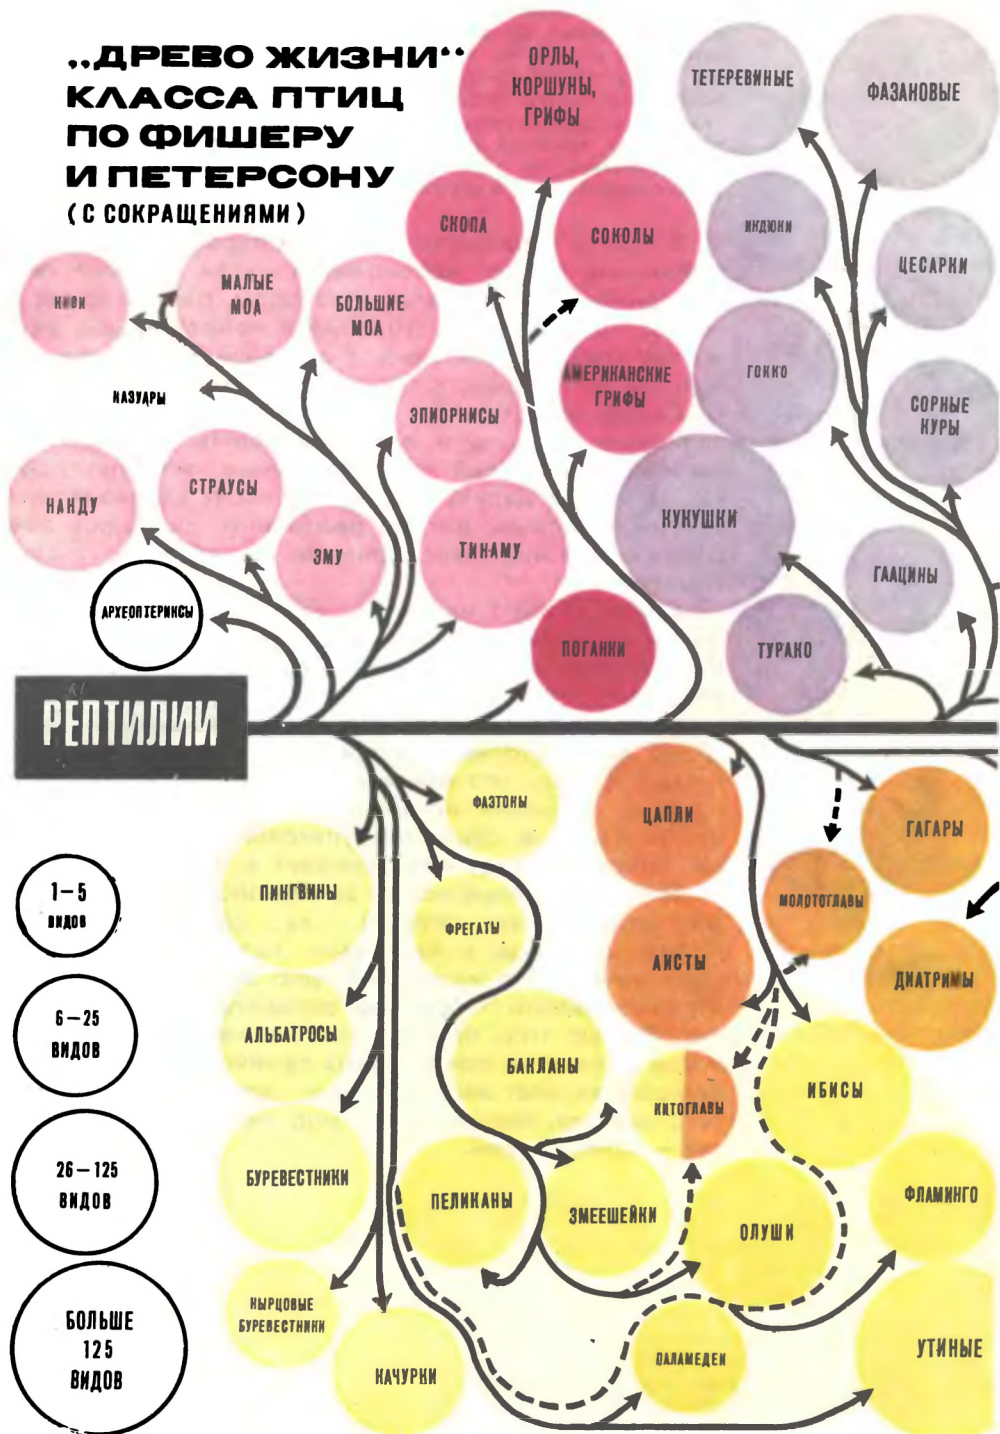 „ДРЕВО ЖИЗНИ“
КЛАССА ПТИЦ
ПО ФИШЕРУ
И ПЕТЕРСОНУ
(С СОКРАЩЕНИЯМИ)
ОРЛЫ,
КОРШУНЫ,
ГРИФЫ
ТЕТЕРЕВИНЫЕ
ФАЗАНОВЫЕ
СКОПА
СОКОЛЫ
ИНДЮКИ
ЦЕСАРКИ
КИВИ
МАЛЫЕ
МОА
БОЛЬШИЕ
МОА
АМЕРИКАНСКИЕ
ГРИФЫ
ГОККО
КАЗУАРЫ
ЭПИОРНИСЫ
СОРНЫЕ
КУРЫ
НАНДУ
СТРАУСЫ
ЭМУ
ТИНАМУ
КУКУШКИ
ГААЦИНЫ
АРХЕОПТЕРИКСЫ
ПОГАНКИ
ТУРАКО
РЕПТИЛИИ
ФАЭТОНЫ
ЦАПЛИ
ГАГАРЫ
1—5
ВИДОВ
ПИНГВИНЫ
ФРЕГАТЫ
МОЛОТОГЛАВЫ
АИСТЫ
ДИАТРИМЫ
6—25
ВИДОВ
АЛЬБАТРОСЫ
БАКЛАНЫ
КИТОГЛАВЫ
ИБИСЫ
26—125
ВИДОВ
БУРЕВЕСТНИКИ
ПЕЛИКАНЫ
ЗМЕЕШЕЙКИ
ОЛУШИ
ФЛАМИНГО
БОЛЬШЕ
125
ВИДОВ
НЫРЦОВЫЕ
БУРЕВЕСТНИКИ
КАЧУРКИ
ПАЛАМЕДЕИ
УТИНЫЕ